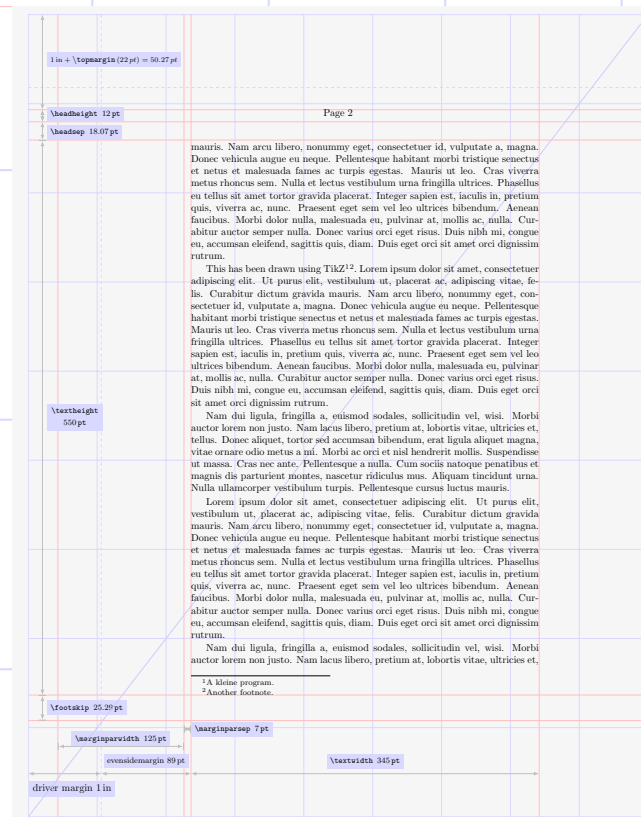 1 in + \topmargin (22 pt) = 50.27 pt
\headheight 12 pt
Page 2
\headsep 18.07 pt
mauris. Nam arcu libero, nonummy eget, consectetuer id, vulputate a, magna.
Donec vehicula augue eu neque. Pellentesque habitant morbi tristique senectus
et netus et malesuada fames ac turpis egestas. Mauris ut leo. Cras viverra
metus rhoncus sem. Nulla et lectus vestibulum urna fringilla ultrices. Phasellus
eu tellus sit amet tortor gravida placerat. Integer sapien est, iaculis in, pretium
quis, viverra ac, nunc. Praesent eget sem vel leo ultrices bibendum. Aenean
faucibus. Morbi dolor nulla, malesuada eu, pulvinar at, mollis ac, nulla. Cur-
abitur auctor semper nulla. Donec varius orci eget risus. Duis nibh mi, congue
eu, accumsan eleifend, sagittis quis, diam. Duis eget orci sit amet orci dignissim
rutrum.
This has been drawn using TikZ¹². Lorem ipsum dolor sit amet, consectetuer
adipiscing elit. Ut purus elit, vestibulum ut, placerat ac, adipiscing vitae, fe-
lis. Curabitur dictum gravida mauris. Nam arcu libero, nonummy eget, con-
sectetuer id, vulputate a, magna. Donec vehicula augue eu neque. Pellentesque
habitant morbi tristique senectus et netus et malesuada fames ac turpis egestas.
Mauris ut leo. Cras viverra metus rhoncus sem. Nulla et lectus vestibulum urna
fringilla ultrices. Phasellus eu tellus sit amet tortor gravida placerat. Integer
sapien est, iaculis in, pretium quis, viverra ac, nunc. Praesent eget sem vel leo
ultrices bibendum. Aenean faucibus. Morbi dolor nulla, malesuada eu, pulvinar
at, mollis ac, nulla. Curabitur auctor semper nulla. Donec varius orci eget risus.
Duis nibh mi, congue eu, accumsan eleifend, sagittis quis, diam. Duis eget orci
sit amet orci dignissim rutrum.
Nam dui ligula, fringilla a, euismod sodales, sollicitudin vel, wisi. Morbi
auctor lorem non justo. Nam lacus libero, pretium at, lobortis vitae, ultricies et,
tellus. Donec aliquet, tortor sed accumsan bibendum, erat ligula aliquet magna,
vitae ornare odio metus a mi. Morbi ac orci et nisl hendrerit mollis. Suspendisse
ut massa. Cras nec ante. Pellentesque a nulla. Cum sociis natoque penatibus et
magnis dis parturient montes, nascetur ridiculus mus. Aliquam tincidunt urna.
Nulla ullamcorper vestibulum turpis. Pellentesque cursus luctus mauris.
Lorem ipsum dolor sit amet, consectetuer adipiscing elit. Ut purus elit,
vestibulum ut, placerat ac, adipiscing vitae, felis. Curabitur dictum gravida
mauris. Nam arcu libero, nonummy eget, consectetuer id, vulputate a, magna.
Donec vehicula augue eu neque. Pellentesque habitant morbi tristique senectus
et netus et malesuada fames ac turpis egestas. Mauris ut leo. Cras viverra
metus rhoncus sem. Nulla et lectus vestibulum urna fringilla ultrices. Phasellus
eu tellus sit amet tortor gravida placerat. Integer sapien est, iaculis in, pretium
quis, viverra ac, nunc. Praesent eget sem vel leo ultrices bibendum. Aenean
faucibus. Morbi dolor nulla, malesuada eu, pulvinar at, mollis ac, nulla. Cur-
abitur auctor semper nulla. Donec varius orci eget risus. Duis nibh mi, congue
eu, accumsan eleifend, sagittis quis, diam. Duis eget orci sit amet orci dignissim
rutrum.
Nam dui ligula, fringilla a, euismod sodales, sollicitudin vel, wisi. Morbi
auctor lorem non justo. Nam lacus libero, pretium at, lobortis vitae, ultricies et,
\textheight
550 pt
¹A kleine program.
²Another footnote.
\footskip 25.29 pt
\marginparsep 7 pt
\marginparwidth 125 pt
evensidemargin 89 pt
\textwidth 345 pt
driver margin 1 in